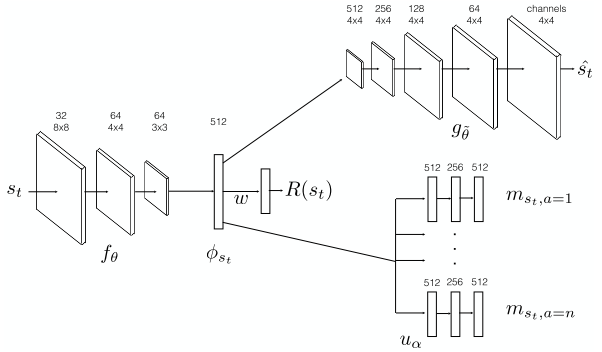 512 256 128 64 channels
4x4 4x4 4x4 4x4 4x4
$\hat{s}_t$
$g_{\tilde{\theta}}$
32 64 64 512
8x8 4x4 3x3
$s_t$
$f_\theta$
$w$
$R(s_t)$
$\phi_{s_t}$
512 256 512
$m_{s_t,a=1}$
512 256 512
$m_{s_t,a=n}$
$u_\alpha$